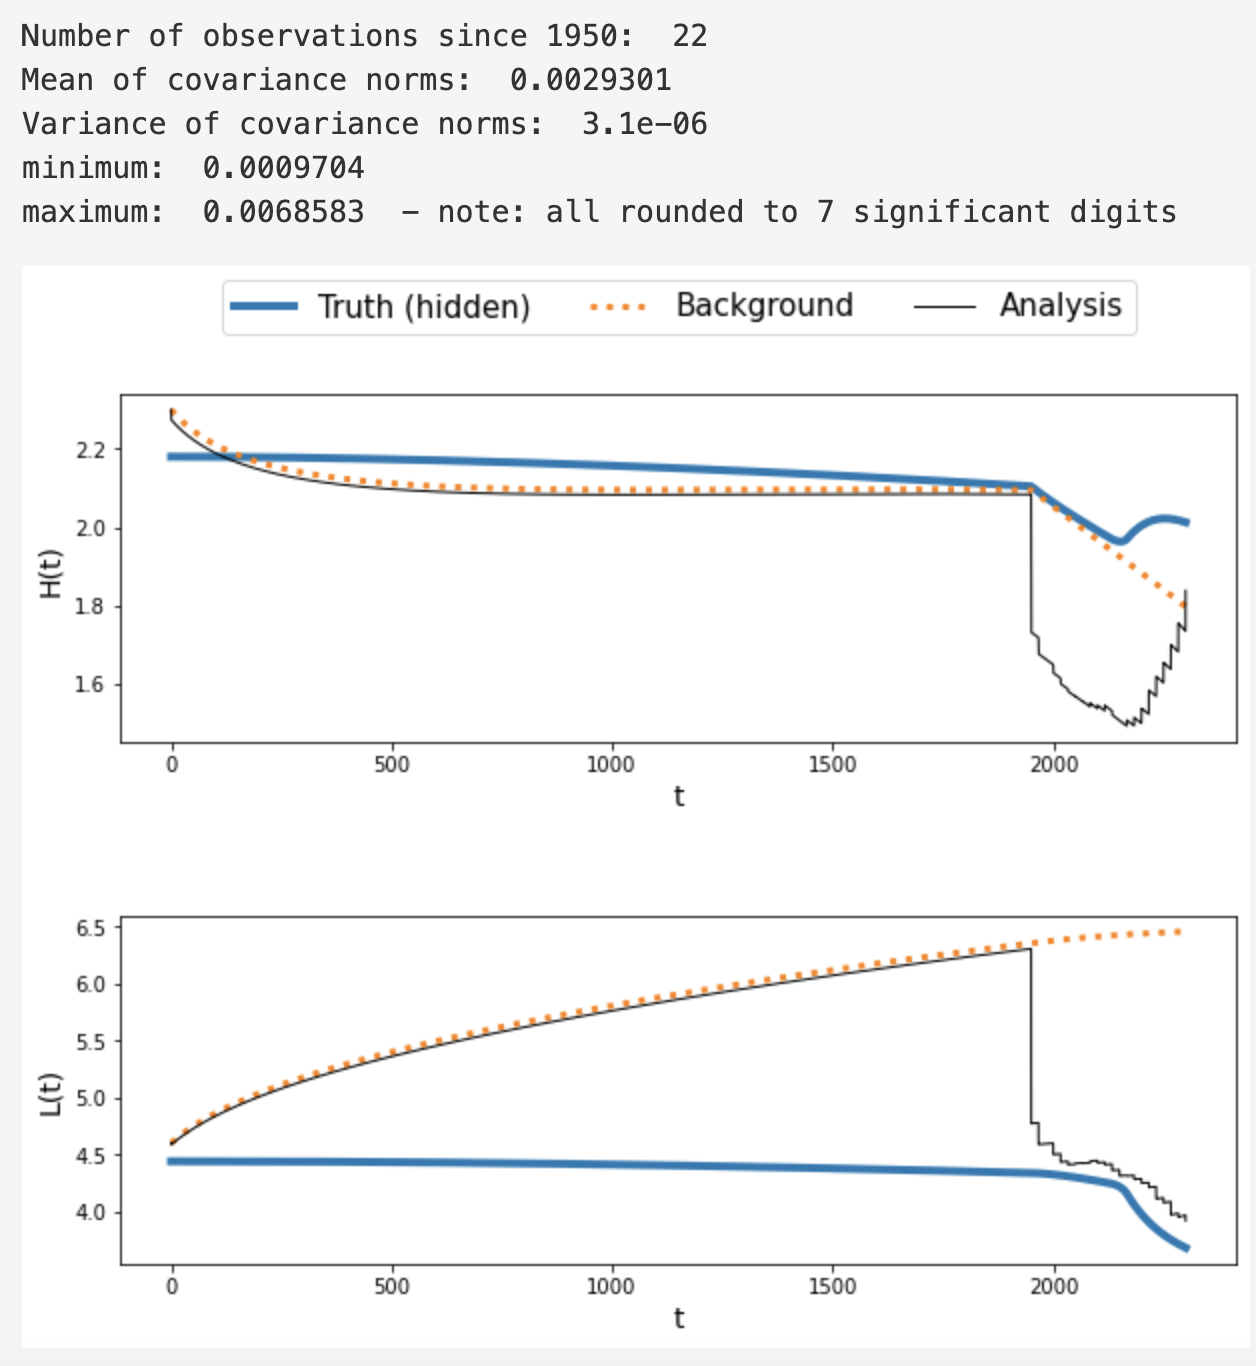 Number of observations since 1950:  22
Mean of covariance norms:  0.0029301
Variance of covariance norms:  3.1e-06
minimum:  0.0009704
maximum:  0.0068583  - note: all rounded to 7 significant digits
Truth (hidden) Background Analysis
2.2
2.0
1.8
1.6
H(t)
0 500 1000 1500 2000
t
6.5
6.0
5.5
5.0
4.5
4.0
L(t)
0 500 1000 1500 2000
t